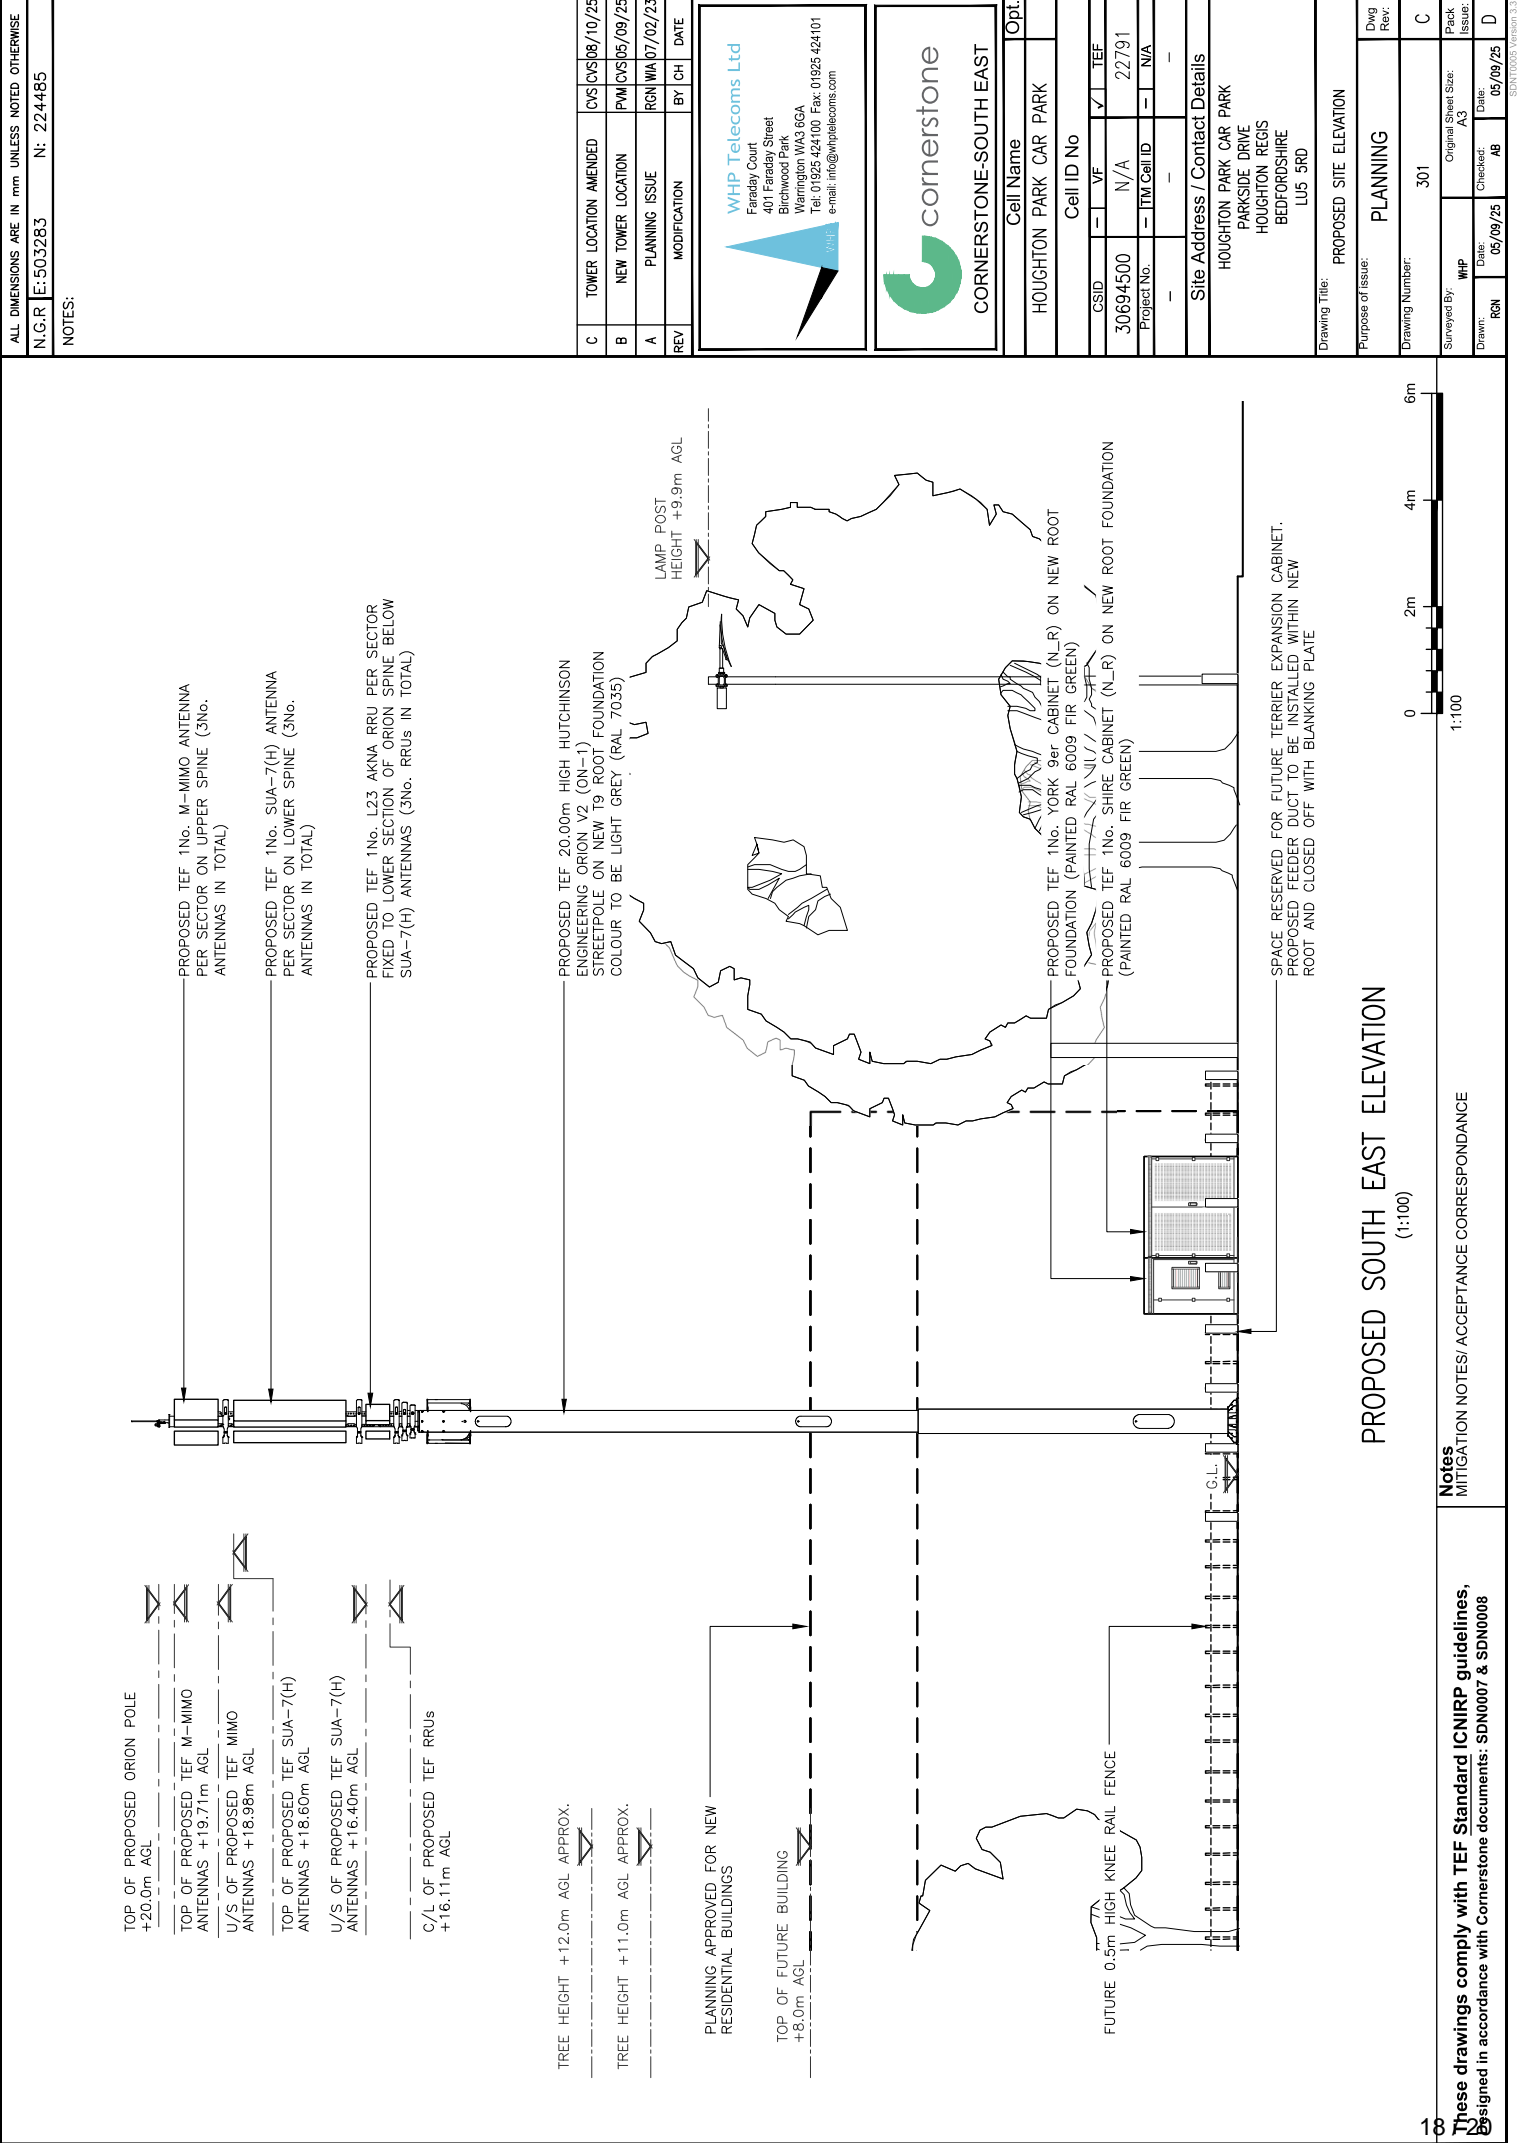 TOP OF PROPOSED ORION POLE
+20.0m AGL
TOP OF PROPOSED TEF M-MIMO
ANTENNAS +19.71m AGL
U/S OF PROPOSED TEF MIMO
ANTENNAS +18.98m AGL
TOP OF PROPOSED TEF SUA-7(H)
ANTENNAS +18.60m AGL
U/S OF PROPOSED TEF SUA-7(H)
ANTENNAS +16.40m AGL
C/L OF PROPOSED TEF RRUs
+16.11m AGL
TREE HEIGHT +12.0m AGL APPROX.
TREE HEIGHT +11.0m AGL APPROX.
PLANNING APPROVED FOR NEW
RESIDENTIAL BUILDINGS
TOP OF FUTURE BUILDING
+8.0m AGL
FUTURE 0.5m HIGH KNEE RAIL FENCE
G.L.
PROPOSED TEF 1No. M-MIMO ANTENNA
PER SECTOR ON UPPER SPINE (3No.
ANTENNAS IN TOTAL)
PROPOSED TEF 1No. SUA-7(H) ANTENNA
PER SECTOR ON LOWER SPINE (3No.
ANTENNAS IN TOTAL)
PROPOSED TEF 1No. L23 AKNA RRU PER SECTOR
FIXED TO LOWER SECTION OF ORION SPINE BELOW
SUA-7(H) ANTENNAS (3No. RRUs IN TOTAL)
PROPOSED TEF 20.00m HIGH HUTCHINSON
ENGINEERING ORION V2 (ON-1)
STREETPOLE ON NEW T9 ROOT FOUNDATION
COLOUR TO BE LIGHT GREY (RAL 7035)
LAMP POST
HEIGHT +9.9m AGL
PROPOSED TEF 1No. YORK 9er CABINET (N_R) ON NEW ROOT
FOUNDATION (PAINTED RAL 6009 FIR GREEN)
PROPOSED TEF 1No. SHIRE CABINET (N_R) ON NEW ROOT FOUNDATION
(PAINTED RAL 6009 FIR GREEN)
SPACE RESERVED FOR FUTURE TERRIER EXPANSION CABINET.
PROPOSED FEEDER DUCT TO BE INSTALLED WITHIN NEW
ROOT AND CLOSED OFF WITH BLANKING PLATE
PROPOSED SOUTH EAST ELEVATION
(1:100)
0 2m 4m 6m
1:100
These drawings comply with TEF Standard ICNIRP guidelines,
Designed in accordance with Cornerstone documents: SDN0007 & SDN0008
Notes
MITIGATION NOTES/ ACCEPTANCE CORRESPONDANCE
ALL DIMENSIONS ARE IN mm UNLESS NOTED OTHERWISE
N.G.R E: 503283 N: 224485
NOTES:
C TOWER LOCATION AMENDED CVS CVS 08/10/25
B NEW TOWER LOCATION PVM CVS 05/09/25
A PLANNING ISSUE RGN WIA 07/02/23
REV MODIFICATION BY CH DATE
WHP
WHP Telecoms Ltd
Faraday Court
401 Faraday Street
Birchwood Park
Warrington WA3 6GA
Tel: 01925 424100 Fax: 01925 424101
e-mail: info@whptelecoms.com
cornerstone
CORNERSTONE-SOUTH EAST
Cell Name Opt.
HOUGHTON PARK CAR PARK
Cell ID No
CSID – VF ✓ TEF
30694500 N/A 22791
Project No. – TM Cell ID – N/A
– – –
Site Address / Contact Details
HOUGHTON PARK CAR PARK
PARKSIDE DRIVE
HOUGHTON REGIS
BEDFORDSHIRE
LU5 5RD
Drawing Title:
PROPOSED SITE ELEVATION
Purpose of issue:
PLANNING
Dwg
Rev:
Drawing Number:
301 C
Surveyed By:
WHP
Original Sheet Size:
A3
Pack
Issue:
Drawn:
RGN
Date:
05/09/25
Checked:
AB
Date:
05/09/25
D
SDNT0005 Version 3.3
18 / 20